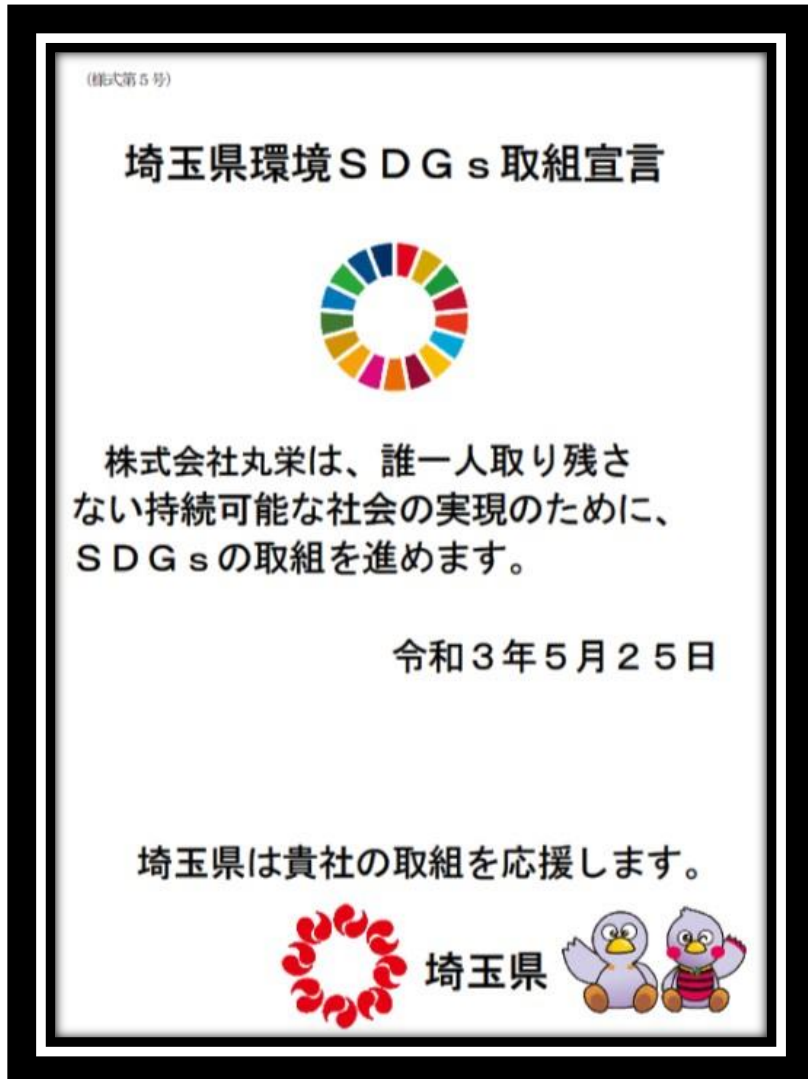 (様式第5号)
埼玉県環境ＳＤＧｓ取組宣言
株式会社丸栄は、誰一人取り残さ
ない持続可能な社会の実現のために、
ＳＤＧｓの取組を進めます。
令和３年５月２５日
埼玉県は貴社の取組を応援します。
埼玉県